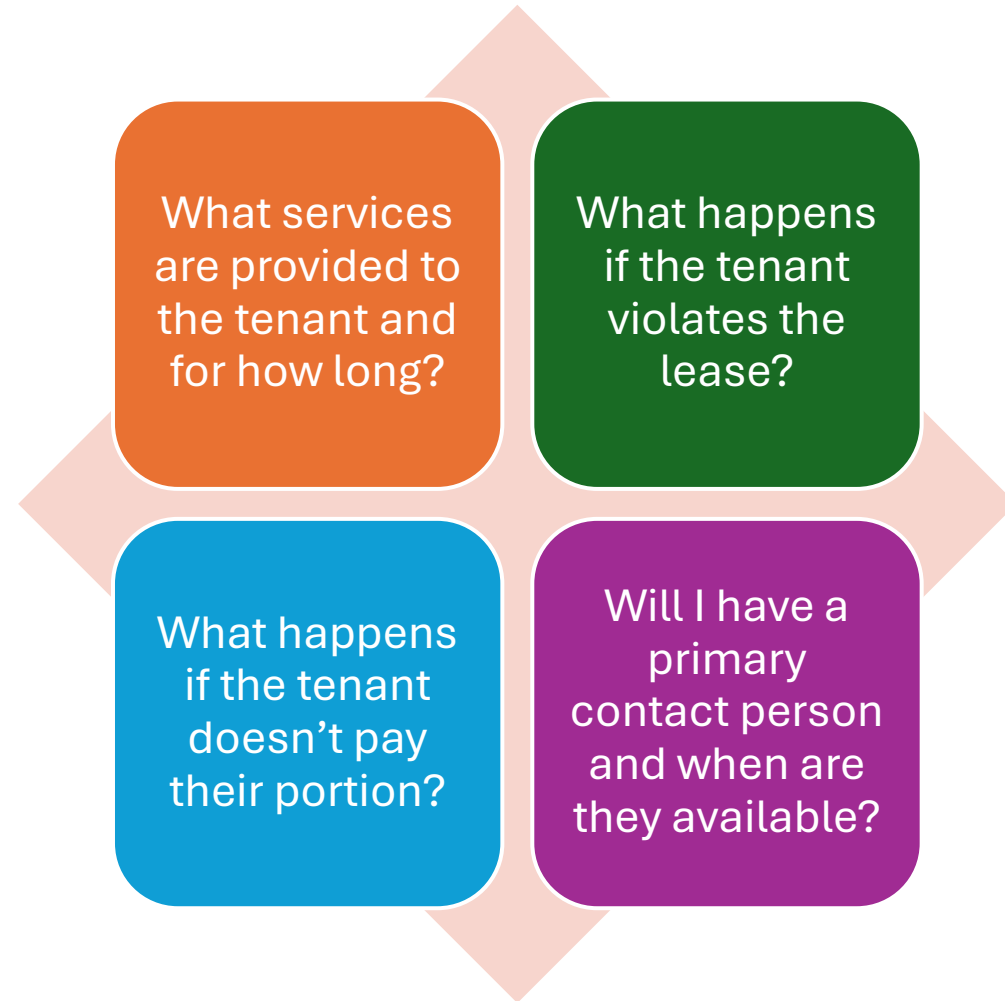 What services
are provided to
the tenant and
for how long?
What happens
if the tenant
violates the
lease?
What happens
if the tenant
doesn’t pay
their portion?
Will I have a
primary
contact person
and when are
they available?